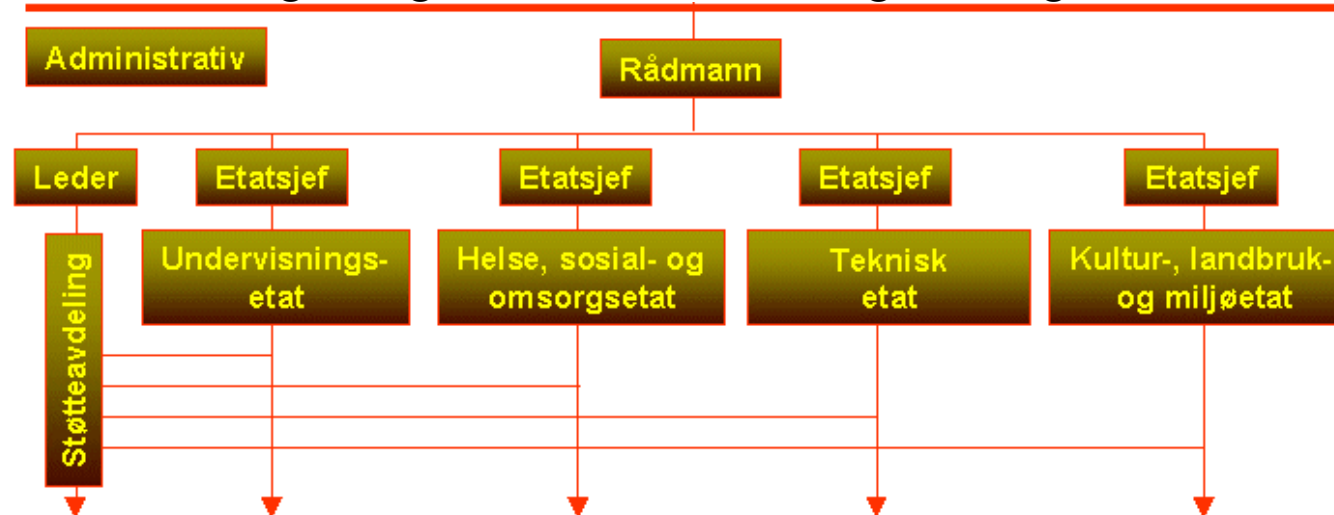 Administrativ
Rådmann
Leder
Etatsjef
Etatsjef
Etatsjef
Etatsjef
Støtteavdeling
Undervisnings-
etat
Helse, sosial- og
omsorgsetat
Teknisk
etat
Kultur-, landbruk-
og miljøetat